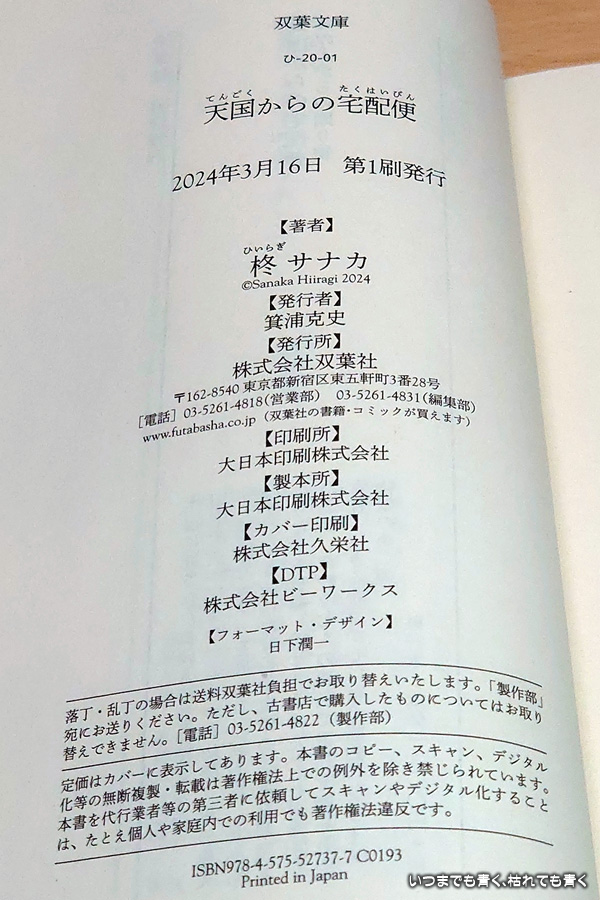 双葉文庫
ひ-20-01
てんごく たくはいびん
天国からの宅配便
2024年3月16日 第1刷発行
【著者】
ひいらぎ
柊 サナカ
©Sanaka Hiiragi 2024
【発行者】
箕浦克史
【発行所】
株式会社双葉社
〒162-8540 東京都新宿区東五軒町3番28号
［電話］03-5261-4818(営業部) 03-5261-4831(編集部)
www.futabasha.co.jp（双葉社の書籍・コミックが買えます）
【印刷所】
大日本印刷株式会社
【製本所】
大日本印刷株式会社
【カバー印刷】
株式会社久栄社
【DTP】
株式会社ビーワークス
【フォーマット・デザイン】
日下潤一
落丁・乱丁の場合は送料双葉社負担でお取り替えいたします。「製作部」
宛にお送りください。ただし、古書店で購入したものについてはお取り
替えできません。［電話］03-5261-4822（製作部）
定価はカバーに表示してあります。本書のコピー、スキャン、デジタル
化等の無断複製・転載は著作権法上での例外を除き禁じられています。
本書を代行業者等の第三者に依頼してスキャンやデジタル化すること
は、たとえ個人や家庭内での利用でも著作権法違反です。
ISBN978-4-575-52737-7 C0193
Printed in Japan
いつまでも青く、枯れても青く